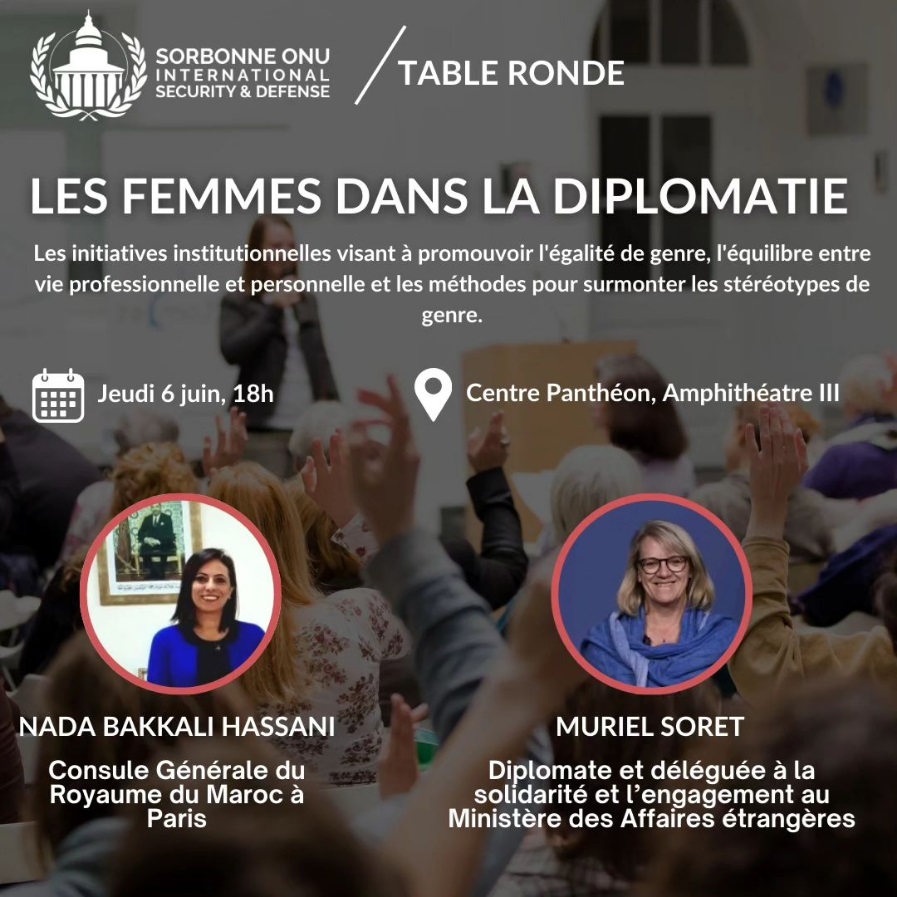 SORBONNE ONU
INTERNATIONAL
SECURITY & DEFENSE
TABLE RONDE
LES FEMMES DANS LA DIPLOMATIE
Les initiatives institutionnelles visant à promouvoir l'égalité de genre, l'équilibre entre
vie professionnelle et personnelle et les méthodes pour surmonter les stéréotypes de
genre.
Jeudi 6 juin, 18h
Centre Panthéon, Amphithéatre III
NADA BAKKALI HASSANI
Consule Générale du
Royaume du Maroc à
Paris
MURIEL SORET
Diplomate et déléguée à la
solidarité et l’engagement au
Ministère des Affaires étrangères